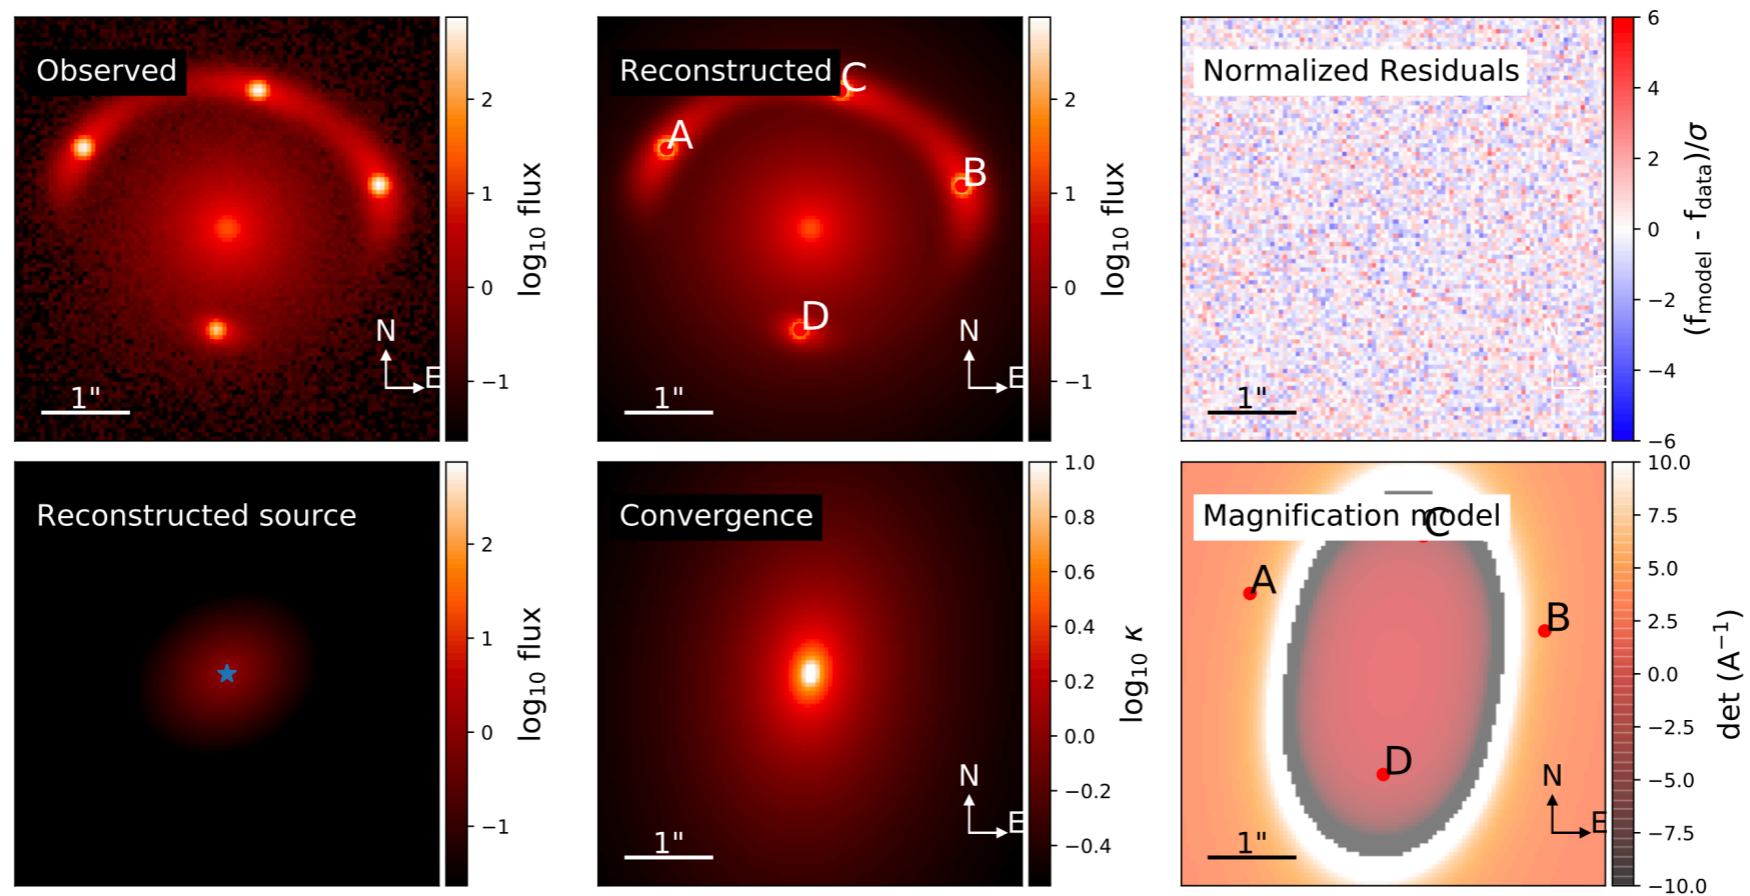 Observed
N
E
1"
2
1
0
−1
log₁₀ flux
Reconstructed
A
B
C
D
N
E
1"
2
1
0
−1
log₁₀ flux
Normalized Residuals
N
E
1"
6
4
2
0
−2
−4
−6
(f_model - f_data)/σ
Reconstructed source
2
1
0
−1
log₁₀ flux
Convergence
N
E
1"
1.0
0.8
0.6
0.4
0.2
0.0
−0.2
−0.4
log₁₀ κ
Magnification model
A
B
C
D
N
E
1"
10.0
7.5
5.0
2.5
0.0
−2.5
−5.0
−7.5
−10.0
det (A⁻¹)